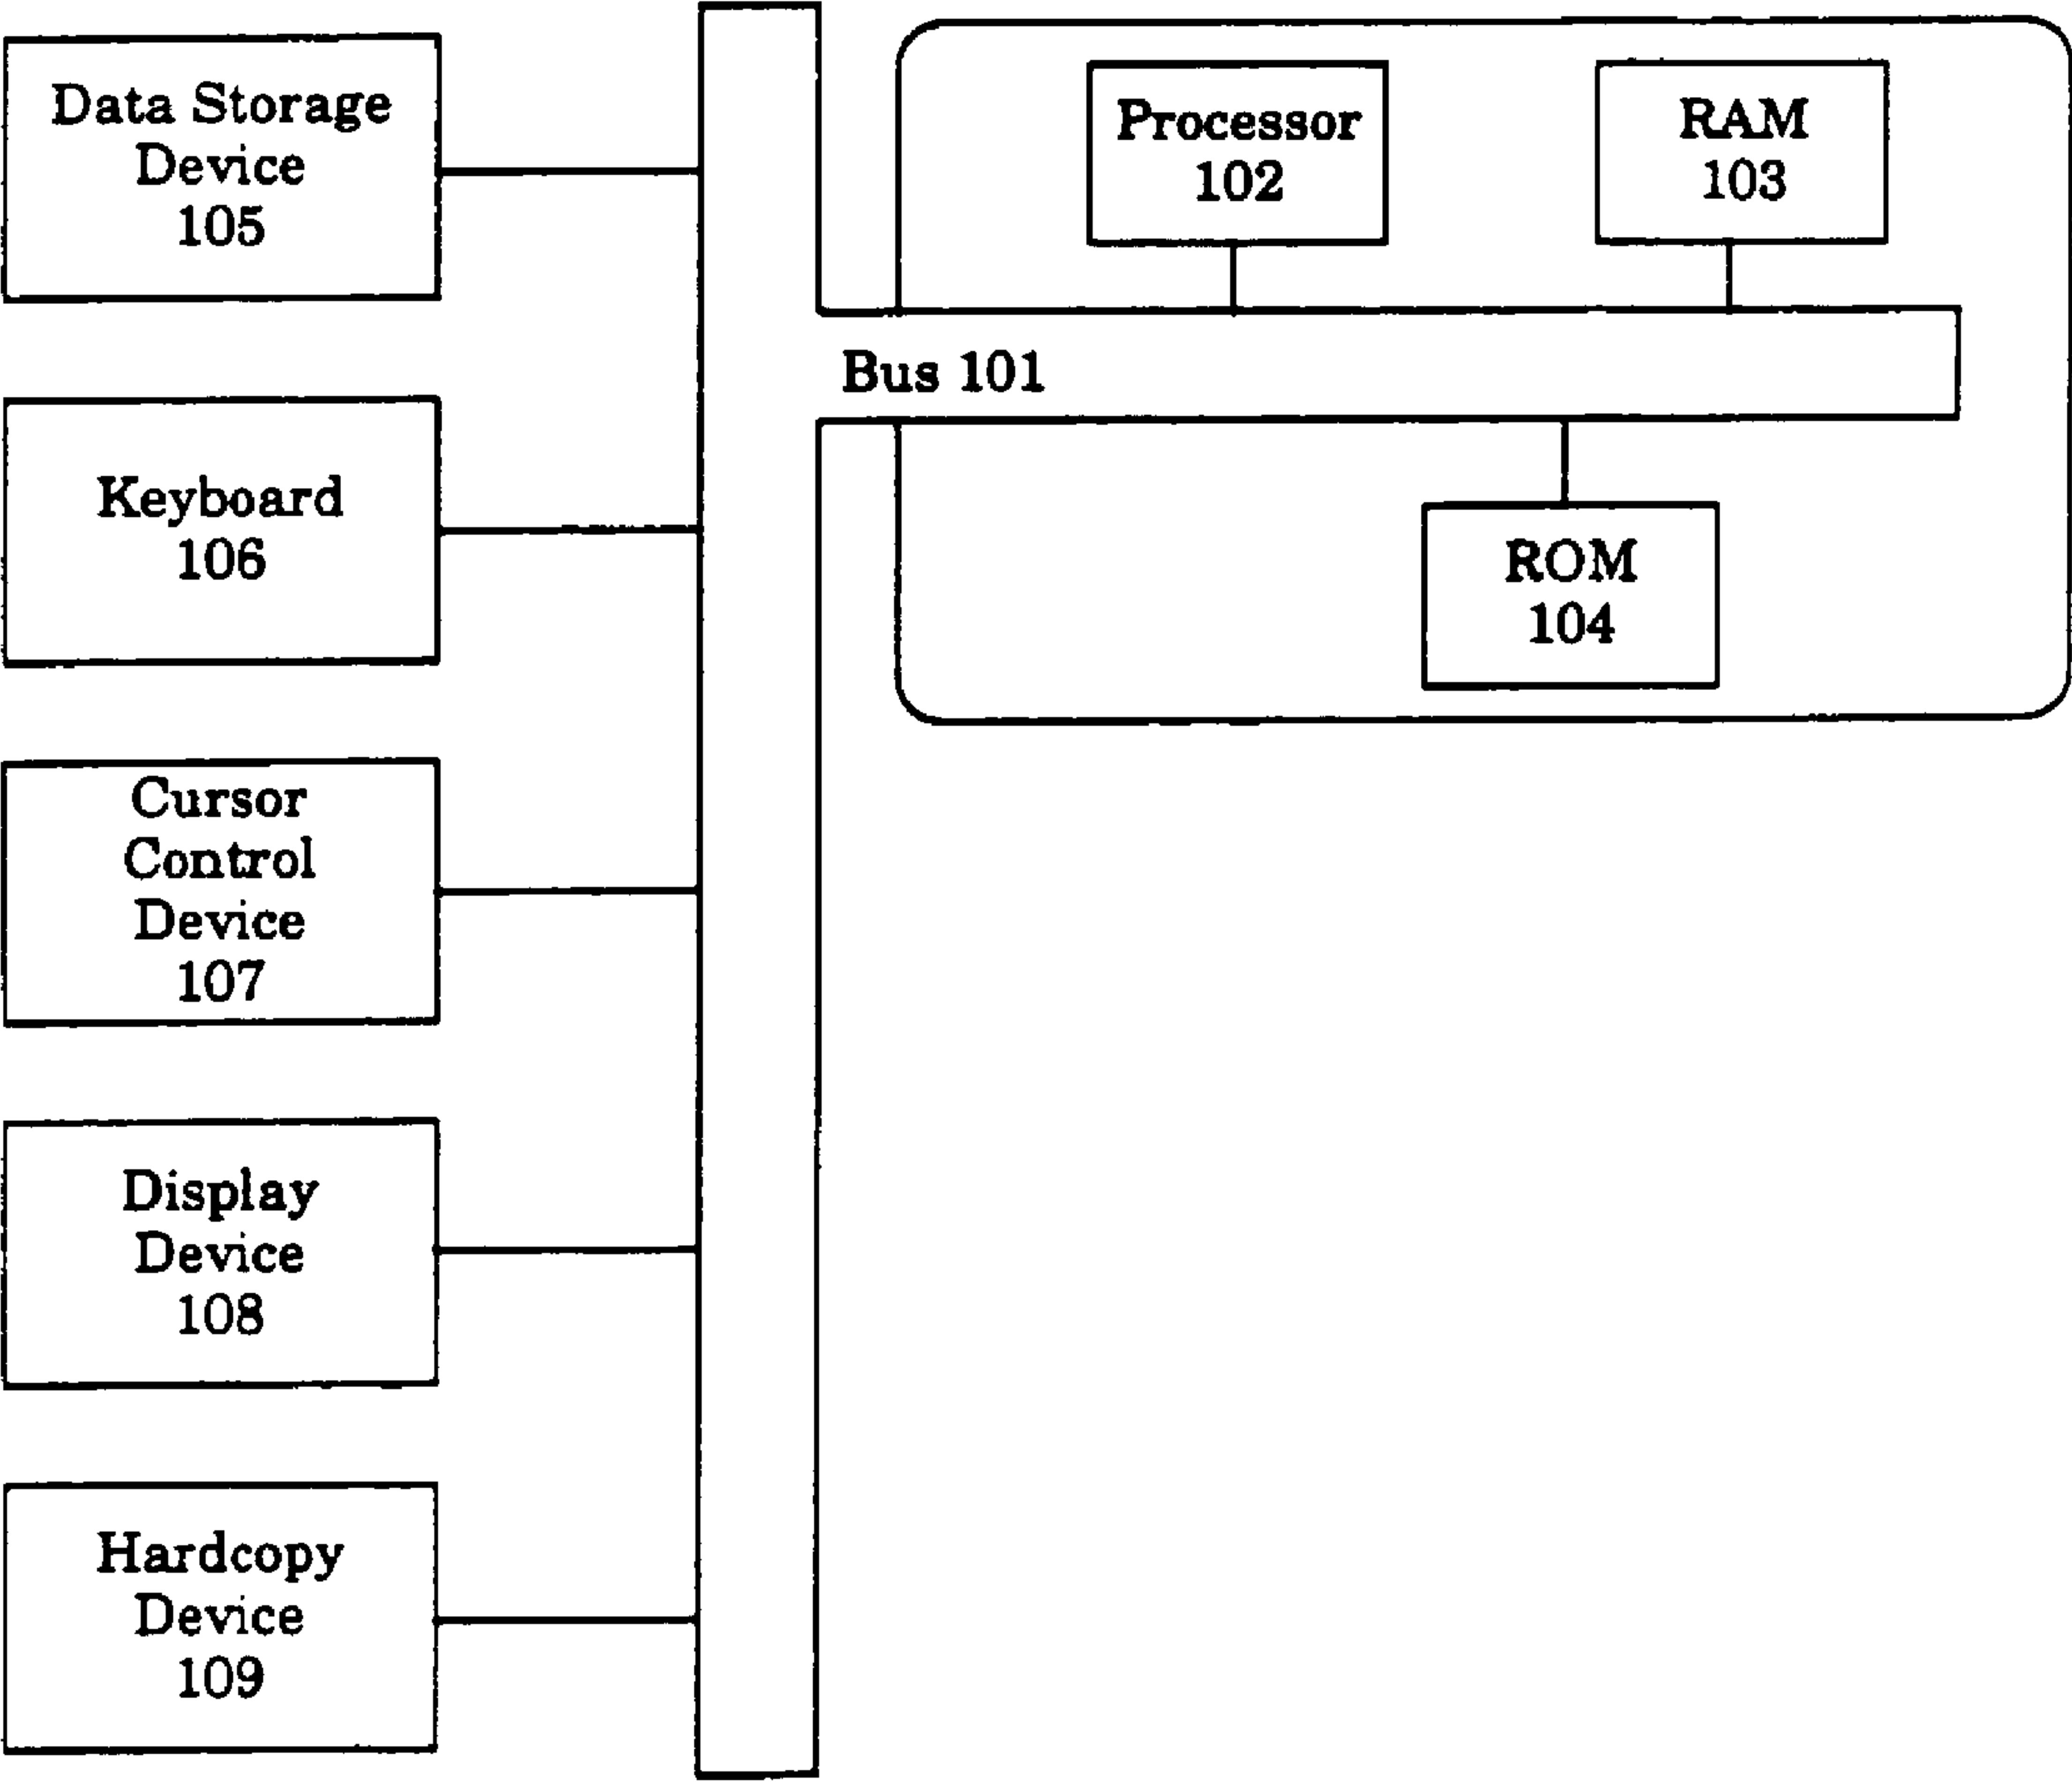 Data Storage
Device
105
Processor
102
RAM
103
Bus 101
Keyboard
106
ROM
104
Cursor
Control
Device
107
Display
Device
108
Hardcopy
Device
109